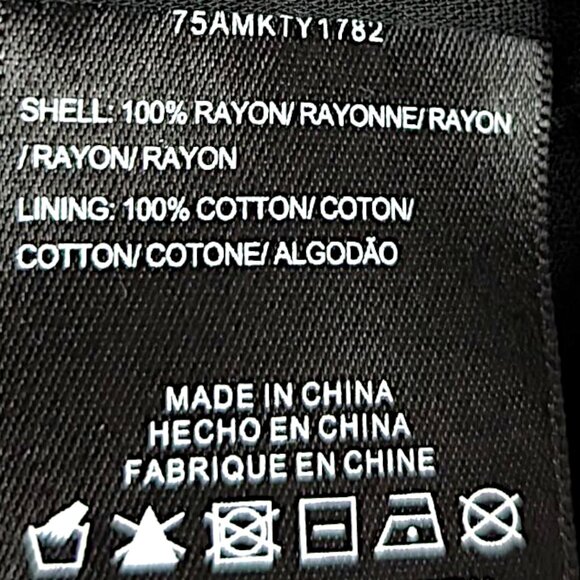 75AMKTY1782
SHELL: 100% RAYON/ RAYONNE/ RAYON
/ RAYON/ RAYON
LINING: 100% COTTON/ COTON/
COTTON/ COTONE/ ALGODÃO
MADE IN CHINA
HECHO EN CHINA
FABRIQUE EN CHINE